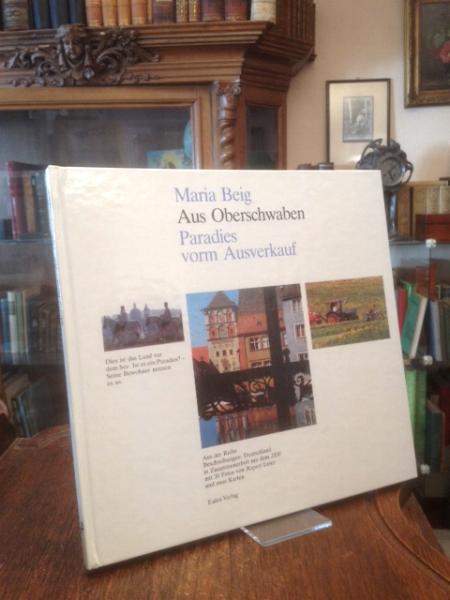 Maria Beig
Aus Oberschwaben
Paradies
vorm Ausverkauf
Dies ist das Land vor
dem See. Ist es ein Paradies? –
Seine Bewohner nennen
es so.
Aus der Reihe
Beschreibungen: Deutschland
in Zusammenarbeit mit dem ZDF
mit 30 Fotos von Rupert Leser
und zwei Karten
Eulen Verlag